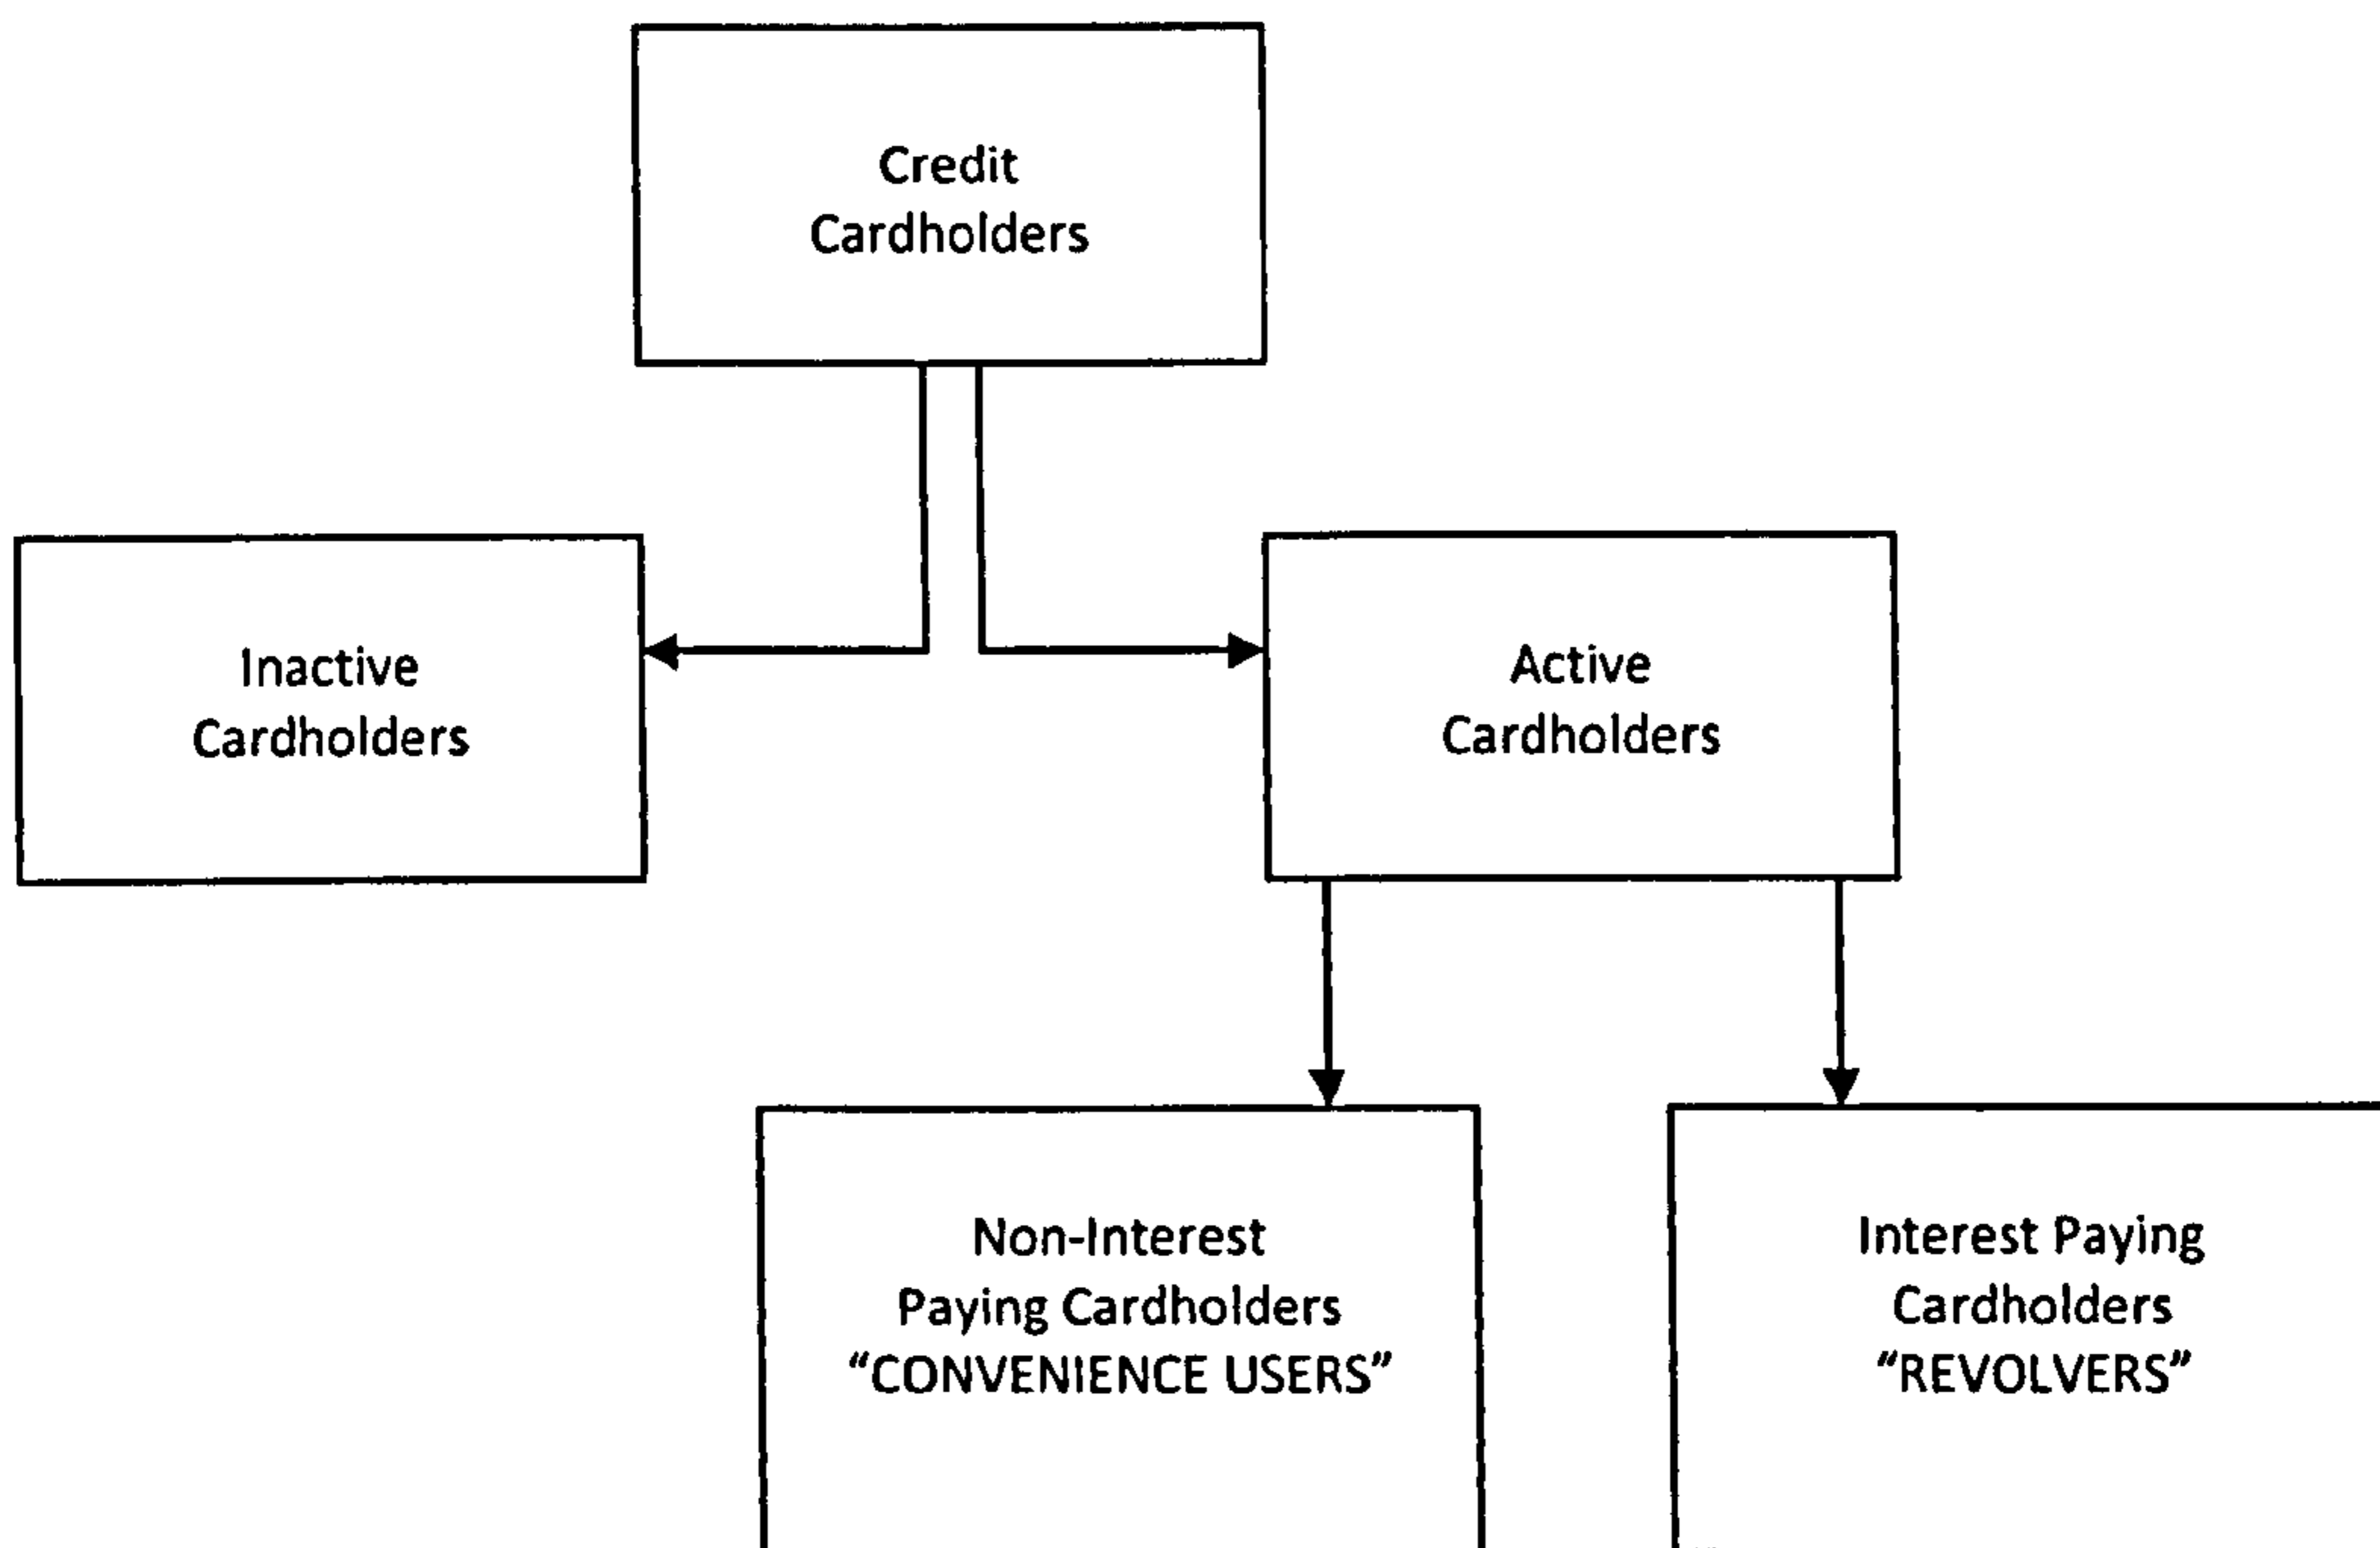 Credit
Cardholders
Inactive
Cardholders
Active
Cardholders
Non-Interest
Paying Cardholders
“CONVENIENCE USERS”
Interest Paying
Cardholders
“REVOLVERS”